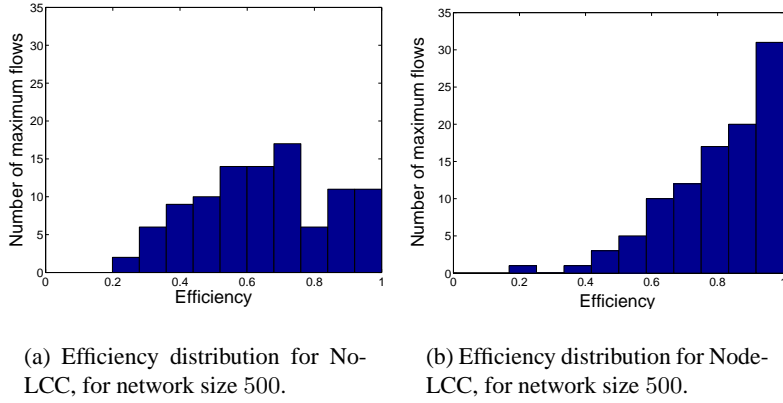 35
30
25
20
15
10
5
0
Number of maximum flows
0 0.2 0.4 0.6 0.8 1
Efficiency
(a) Efficiency distribution for No-
LCC, for network size 500.
35
30
25
20
15
10
5
0
Number of maximum flows
0 0.2 0.4 0.6 0.8 1
Efficiency
(b) Efficiency distribution for Node-
LCC, for network size 500.